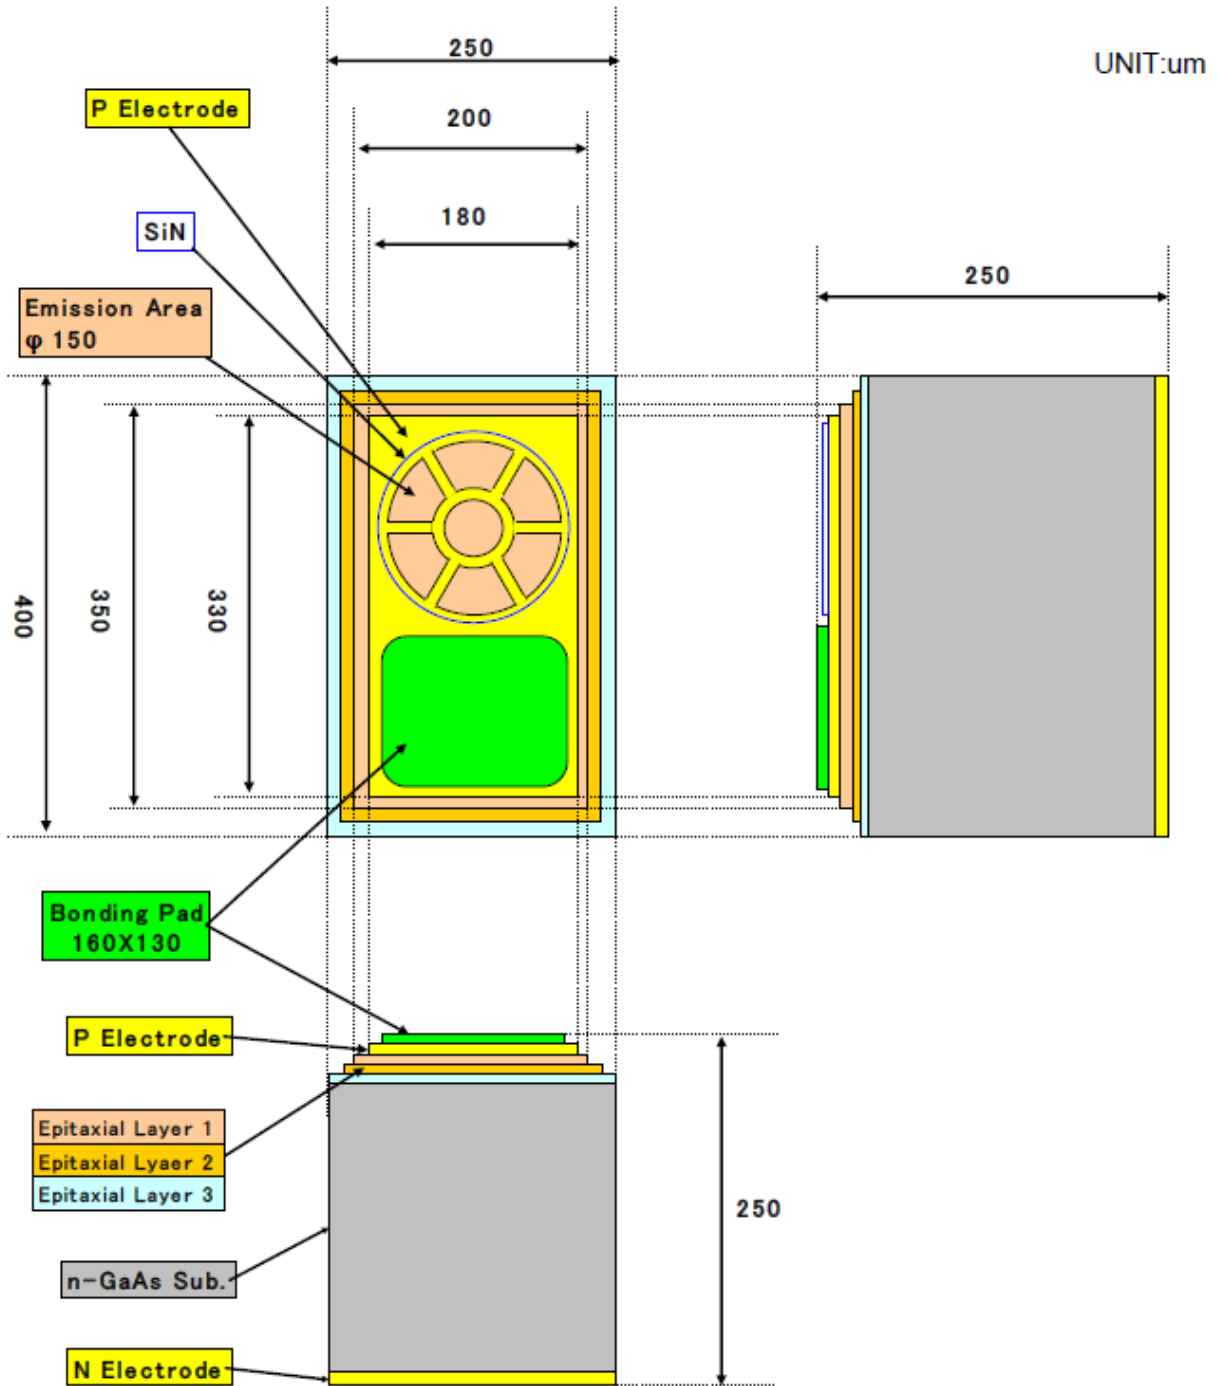 250
UNIT:um
P Electrode
200
SiN
180
250
Emission Area
φ 150
400
350
330
Bonding Pad
160X130
P Electrode
Epitaxial Layer 1
Epitaxial Lyaer 2
Epitaxial Layer 3
250
n-GaAs Sub.
N Electrode